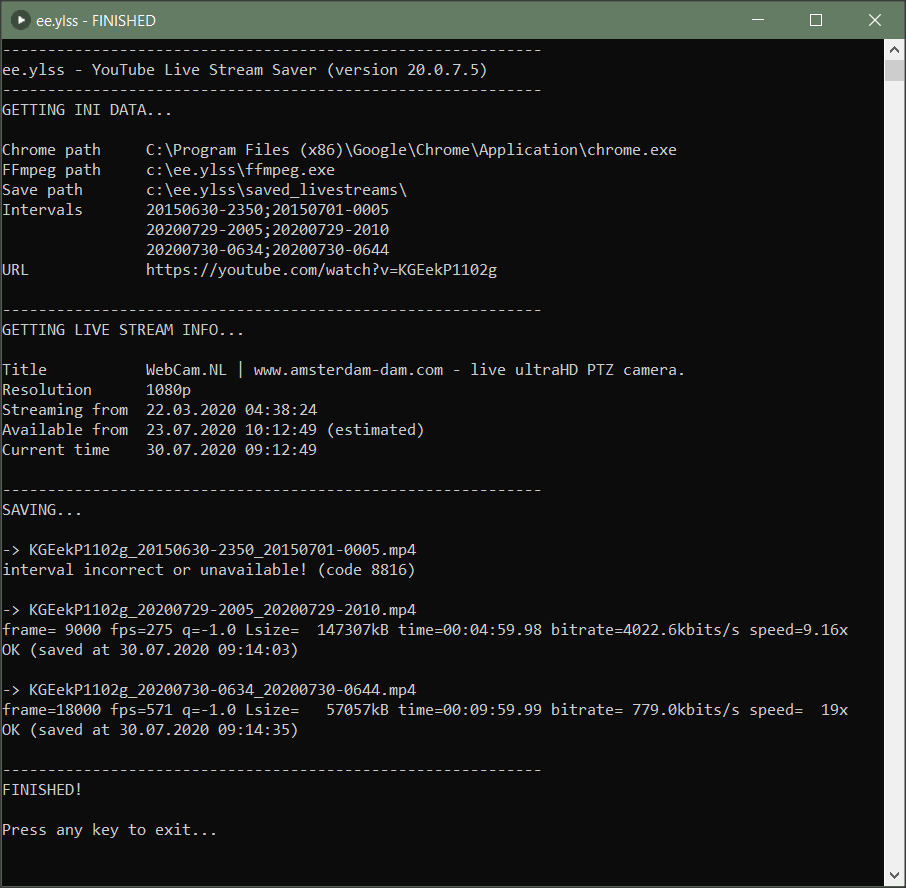 ee.ylss - FINISHED
------------------------------------------------------------
ee.ylss - YouTube Live Stream Saver (version 20.0.7.5)
------------------------------------------------------------
GETTING INI DATA...
Chrome path     C:\Program Files (x86)\Google\Chrome\Application\chrome.exe
FFmpeg path     c:\ee.ylss\ffmpeg.exe
Save path       c:\ee.ylss\saved_livestreams\
Intervals       20150630-2350;20150701-0005
                20200729-2005;20200729-2010
                20200730-0634;20200730-0644
URL             https://youtube.com/watch?v=KGEekP1102g
------------------------------------------------------------
GETTING LIVE STREAM INFO...
Title           WebCam.NL | www.amsterdam-dam.com - live ultraHD PTZ camera.
Resolution      1080p
Streaming from  22.03.2020 04:38:24
Available from  23.07.2020 10:12:49 (estimated)
Current time    30.07.2020 09:12:49
------------------------------------------------------------
SAVING...
-> KGEekP1102g_20150630-2350_20150701-0005.mp4
interval incorrect or unavailable! (code 8816)
-> KGEekP1102g_20200729-2005_20200729-2010.mp4
frame= 9000 fps=275 q=-1.0 Lsize=  147307kB time=00:04:59.98 bitrate=4022.6kbits/s speed=9.16x
OK (saved at 30.07.2020 09:14:03)
-> KGEekP1102g_20200730-0634_20200730-0644.mp4
frame=18000 fps=571 q=-1.0 Lsize=   57057kB time=00:09:59.99 bitrate= 779.0kbits/s speed=  19x
OK (saved at 30.07.2020 09:14:35)
------------------------------------------------------------
FINISHED!
Press any key to exit...